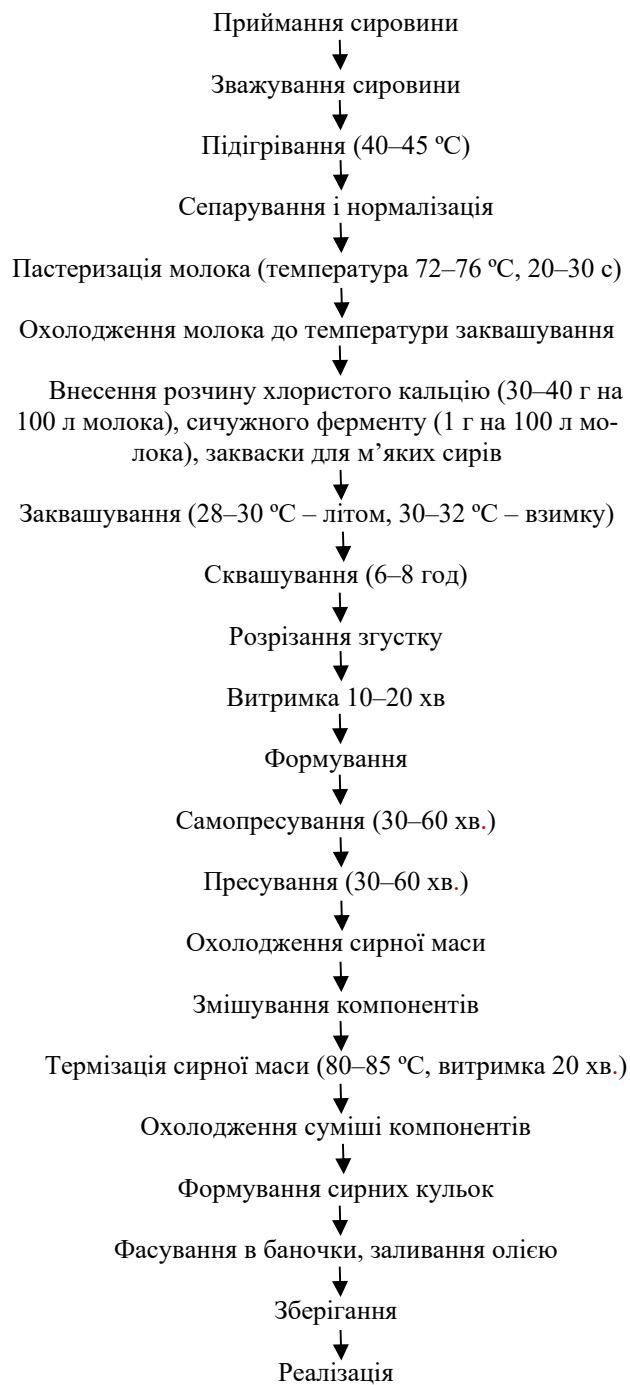 Приймання сировини
Зважування сировини
Підігрівання (40–45 ºС)
Сепарування і нормалізація
Пастеризація молока (температура 72–76 ºС, 20–30 с)
Охолодження молока до температури заквашування
Внесення розчину хлористого кальцію (30–40 г на
100 л молока), сичужного ферменту (1 г на 100 л мо-
лока), закваски для м’яких сирів
Заквашування (28–30 ºС – літом, 30–32 ºС – взимку)
Сквашування (6–8 год)
Розрізання згустку
Витримка 10–20 хв
Формування
Самопресування (30–60 хв.)
Пресування (30–60 хв.)
Охолодження сирної маси
Змішування компонентів
Термізація сирної маси (80–85 ºС, витримка 20 хв.)
Охолодження суміші компонентів
Формування сирних кульок
Фасування в баночки, заливання олією
Зберігання
Реалізація